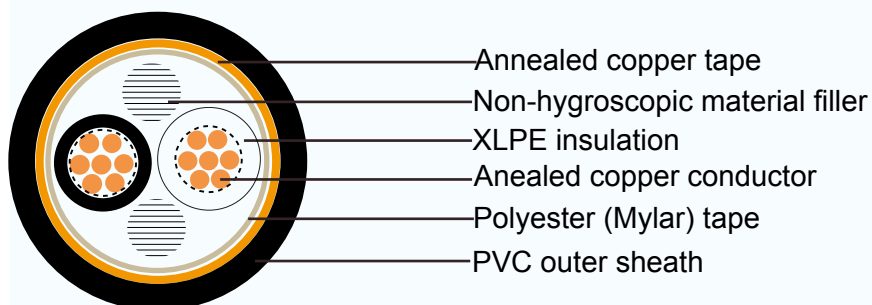 Annealed copper tape
Non-hygroscopic material filler
XLPE insulation
Anealed copper conductor
Polyester (Mylar) tape
PVC outer sheath